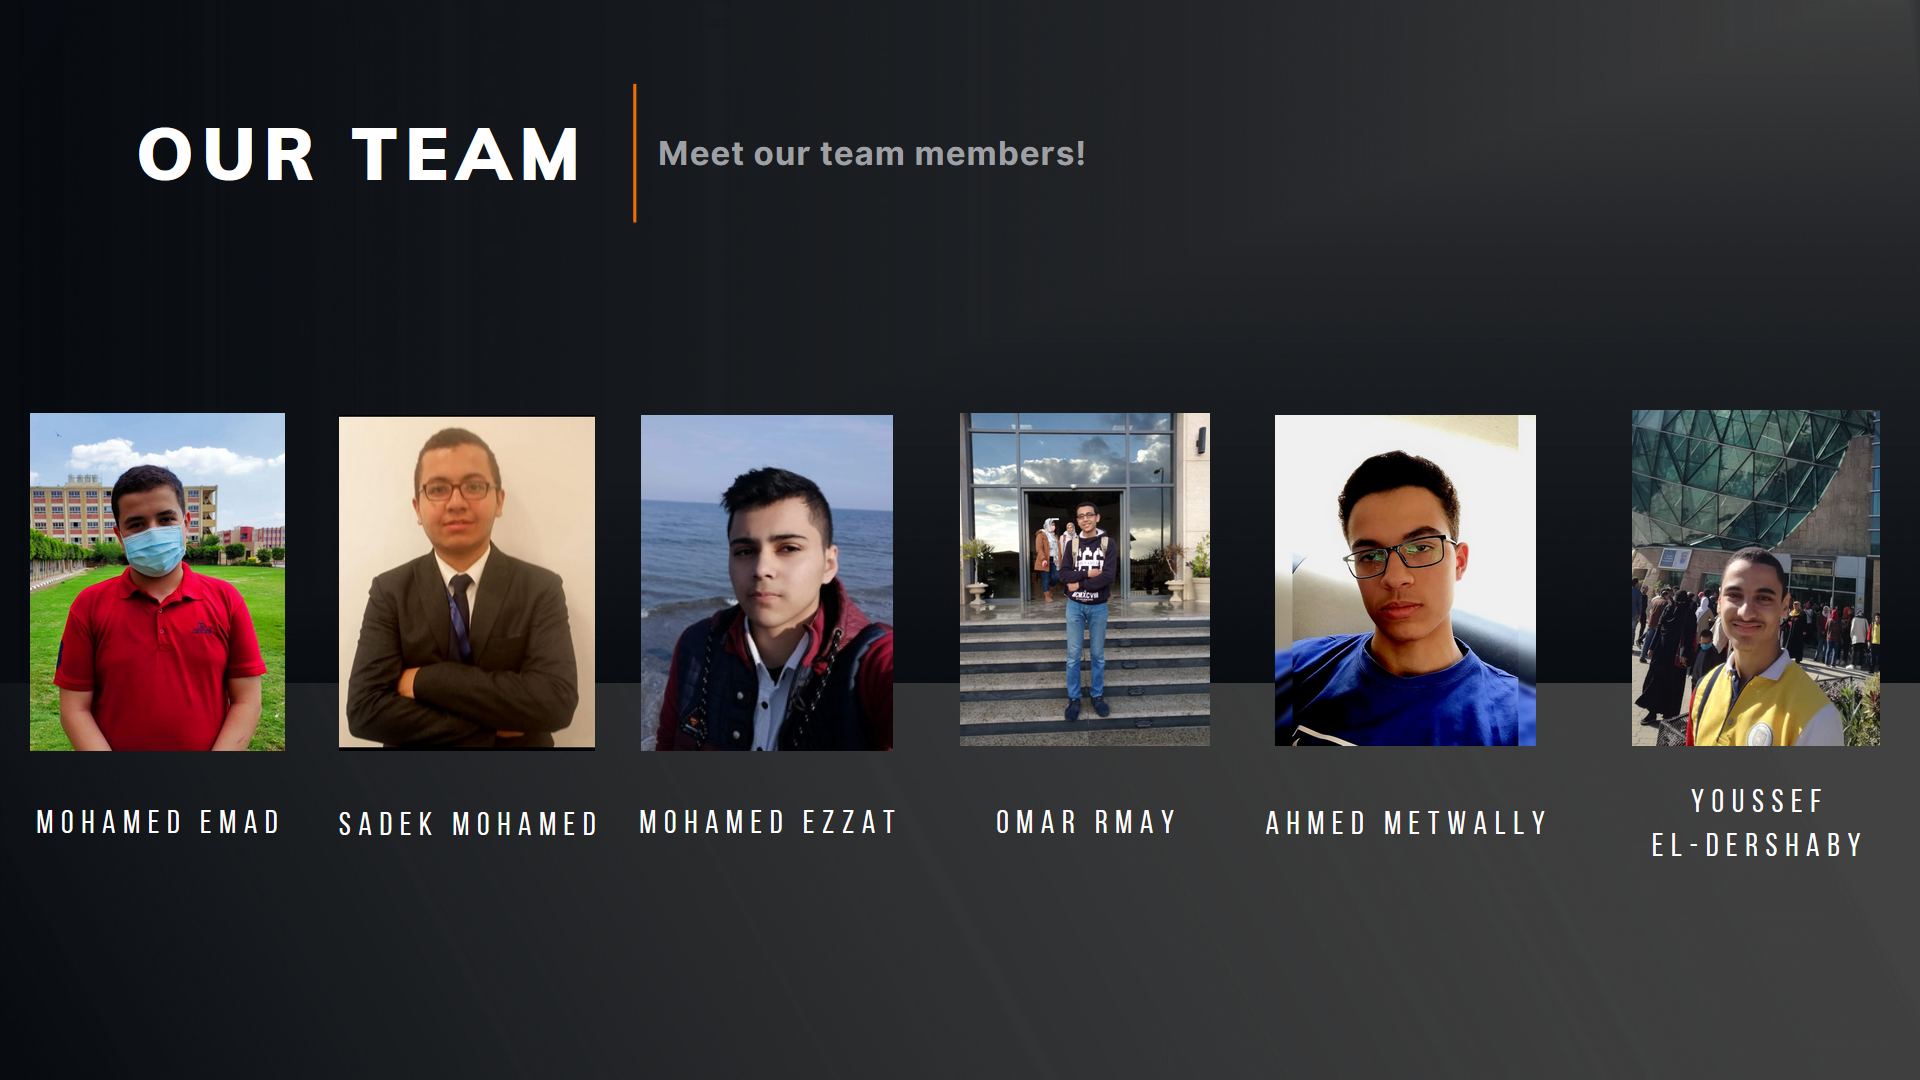 OUR TEAM
Meet our team members!
MOHAMED EMAD
SADEK MOHAMED
MOHAMED EZZAT
OMAR RMAY
AHMED METWALLY
YOUSSEF
EL-DERSHABY